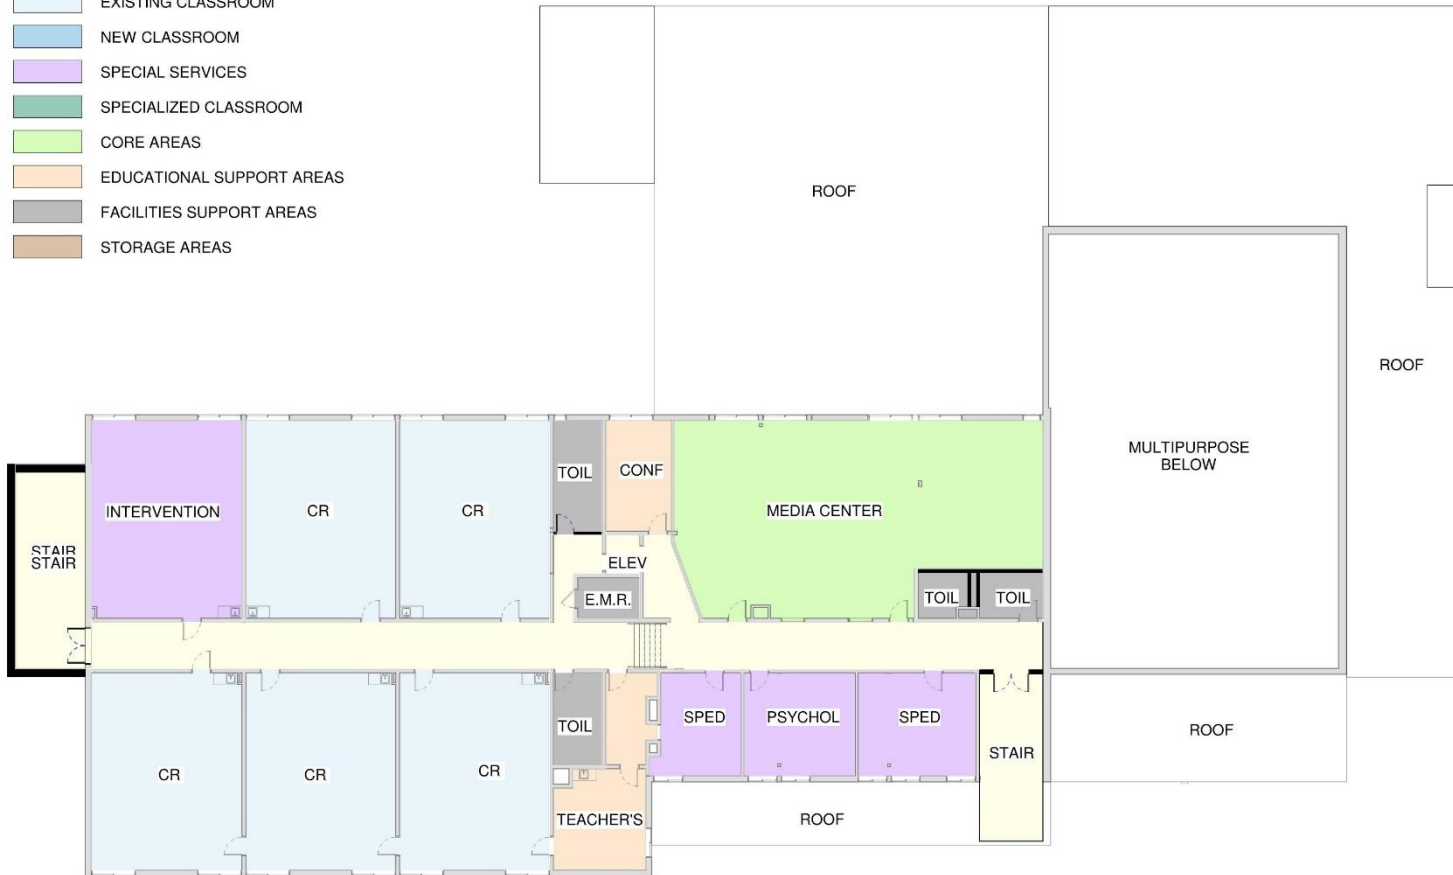 EXISTING CLASSROOM
NEW CLASSROOM
SPECIAL SERVICES
SPECIALIZED CLASSROOM
CORE AREAS
EDUCATIONAL SUPPORT AREAS
FACILITIES SUPPORT AREAS
STORAGE AREAS
ROOF
ROOF
MULTIPURPOSE
BELOW
INTERVENTION
CR
CR
TOIL
CONF
MEDIA CENTER
STAIR
STAIR
ELEV
E.M.R.
TOIL
TOIL
CR
CR
CR
TOIL
SPED
PSYCHOL
SPED
STAIR
ROOF
TEACHER'S
ROOF